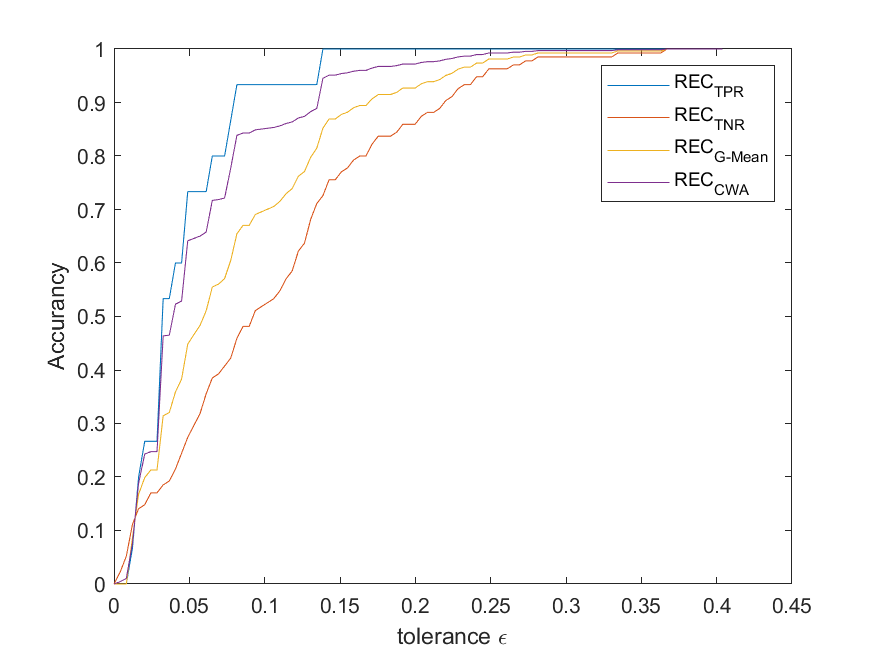 1
0.9
0.8
0.7
0.6
0.5
0.4
0.3
0.2
0.1
0
Accurancy
REC_TPR
REC_TNR
REC_G-Mean
REC_CWA
0 0.05 0.1 0.15 0.2 0.25 0.3 0.35 0.4 0.45
tolerance ϵ